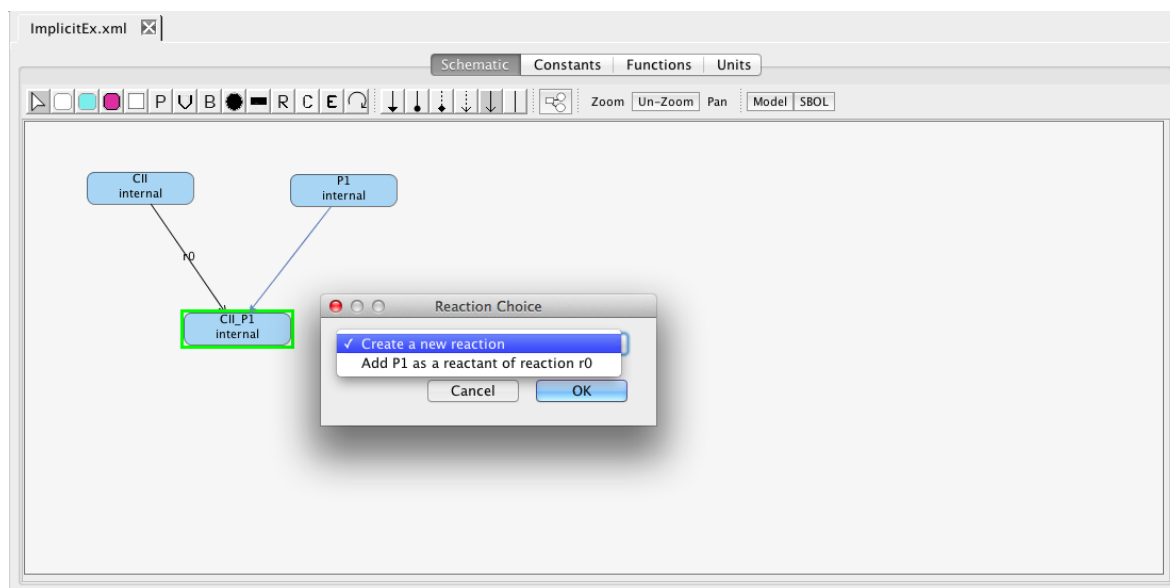 ImplicitEx.xml
Schematic Constants Functions Units
P V B R C E Zoom Un-Zoom Pan Model SBOL
CII
internal
P1
internal
r0
CII_P1
internal
Reaction Choice
✓ Create a new reaction
Add P1 as a reactant of reaction r0
Cancel OK